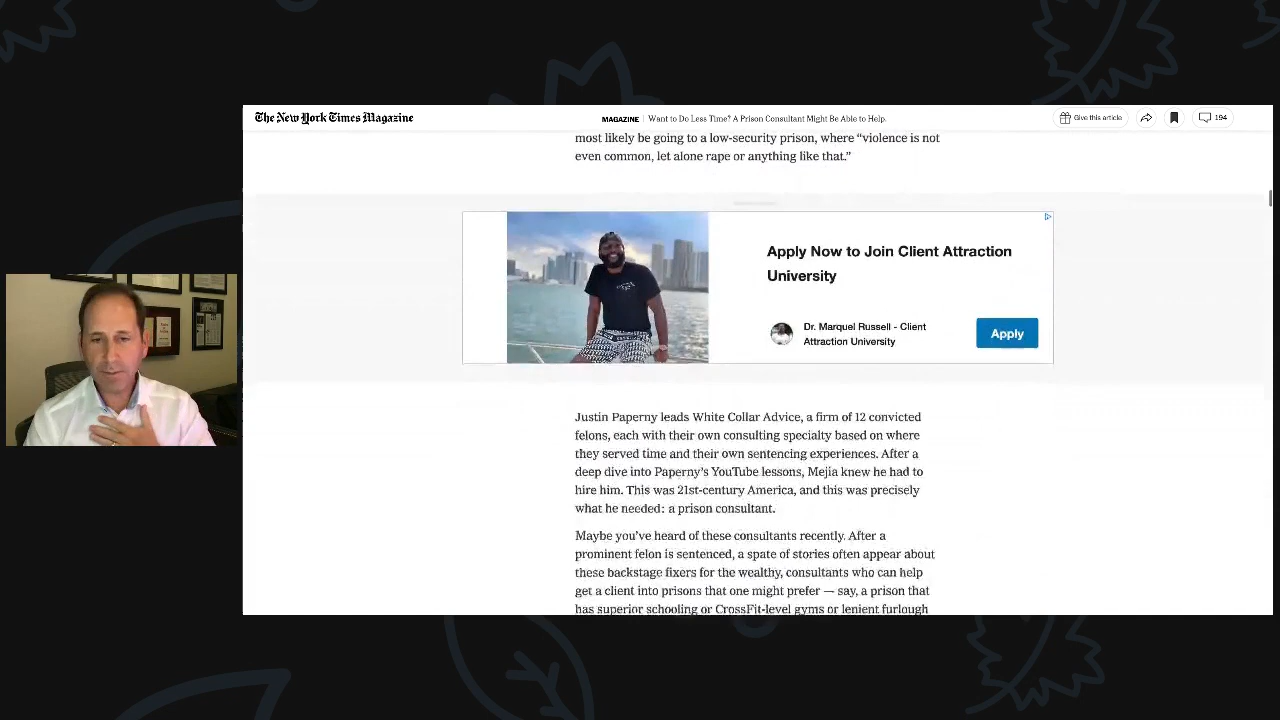 The New York Times Magazine
MAGAZINE | Want to Do Less Time? A Prison Consultant Might Be Able to Help.
Give this article
194
most likely be going to a low-security prison, where “violence is not
even common, let alone rape or anything like that.”
Apply Now to Join Client Attraction
University
Dr. Marquel Russell - Client
Attraction University
Apply
Justin Paperny leads White Collar Advice, a firm of 12 convicted
felons, each with their own consulting specialty based on where
they served time and their own sentencing experiences. After a
deep dive into Paperny’s YouTube lessons, Mejia knew he had to
hire him. This was 21st-century America, and this was precisely
what he needed: a prison consultant.
Maybe you’ve heard of these consultants recently. After a
prominent felon is sentenced, a spate of stories often appear about
these backstage fixers for the wealthy, consultants who can help
get a client into prisons that one might prefer — say, a prison that
has superior schooling or CrossFit-level gyms or lenient furlough